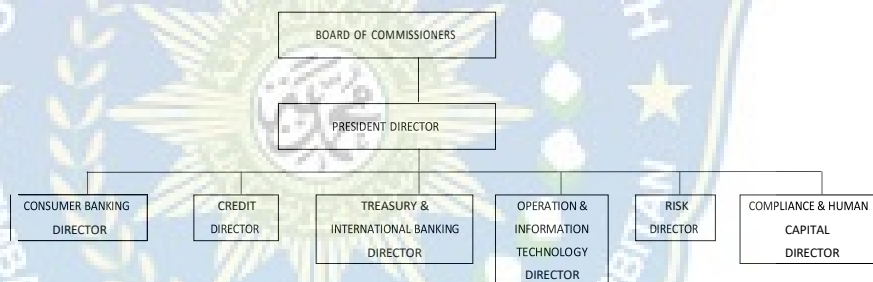 BOARD OF COMMISSIONERS
PRESIDENT DIRECTOR
CONSUMER BANKING
DIRECTOR
CREDIT
DIRECTOR
TREASURY &
INTERNATIONAL BANKING
DIRECTOR
OPERATION &
INFORMATION
TECHNOLOGY
DIRECTOR
RISK
DIRECTOR
COMPLIANCE & HUMAN
CAPITAL
DIRECTOR